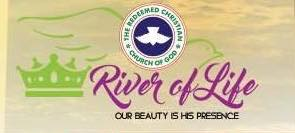 THE REDEEMED CHRISTIAN
CHURCH OF GOD
River of Life
OUR BEAUTY IS HIS PRESENCE